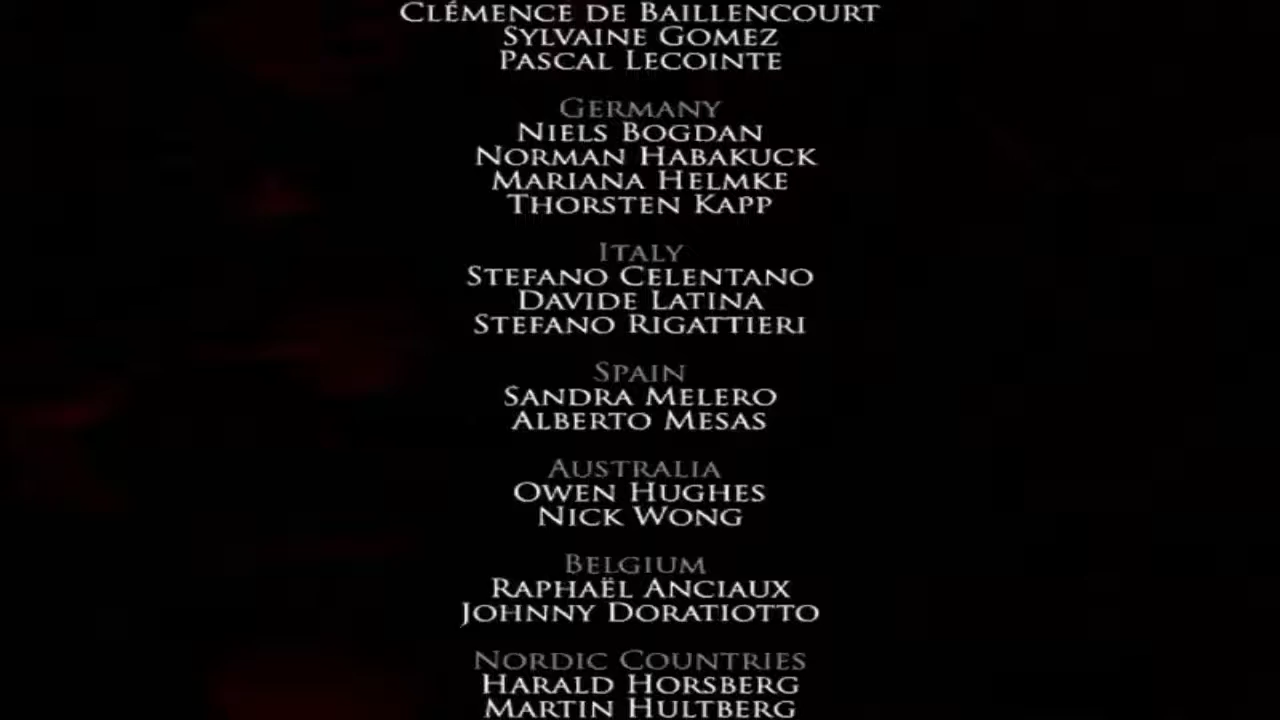 CLÉMENCE DE BAILLENCOURT
SYLVAINE GOMEZ
PASCAL LECOINTE
GERMANY
NIELS BOGDAN
NORMAN HABAKUCK
MARIANA HELMKE
THORSTEN KAPP
ITALY
STEFANO CELENTANO
DAVIDE LATINA
STEFANO RIGATTIERI
SPAIN
SANDRA MELERO
ALBERTO MESAS
AUSTRALIA
OWEN HUGHES
NICK WONG
BELGIUM
RAPHAËL ANCIAUX
JOHNNY DORATIOTTO
NORDIC COUNTRIES
HARALD HORSBERG
MARTIN HULTBERG